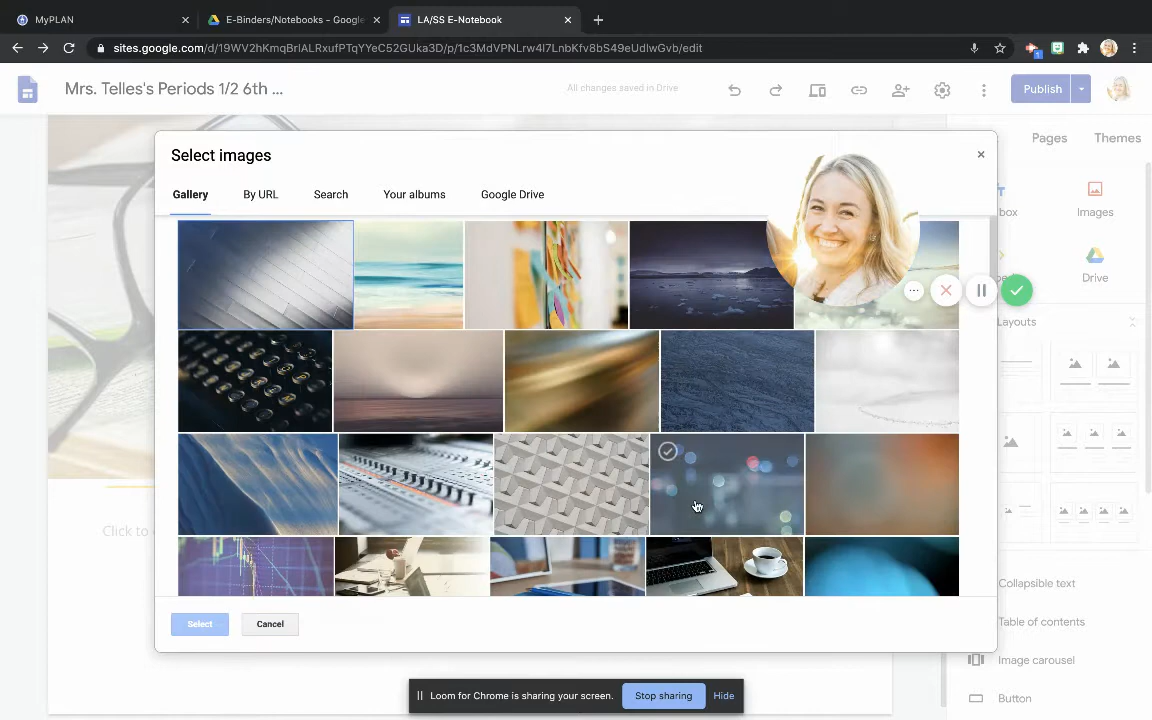 MyPLAN
E-Binders/Notebooks - Google
LA/SS E-Notebook
sites.google.com/d/19WV2hKmqBrlALRxufPTqYYeC52GUka3D/p/1c3MdVPNLrw4l7LnbKfv8bS49eUdlwGvb/edit
Mrs. Telles's Periods 1/2 6th ...
All changes saved in Drive
Publish
Select images
Pages
Themes
Gallery
By URL
Search
Your albums
Google Drive
box
Images
Drive
Layouts
Click to
Collapsible text
Select
Cancel
Table of contents
Image carousel
Loom for Chrome is sharing your screen.
Stop sharing
Hide
Button